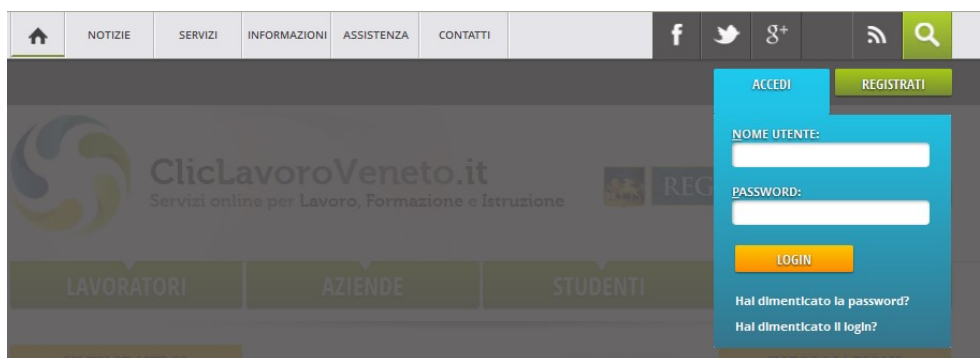 NOTIZIE SERVIZI INFORMAZIONI ASSISTENZA CONTATTI
ACCEDI REGISTRATI
NOME UTENTE:
ClicLavoroVeneto.it
REG
Servizi online per Lavoro, Formazione e Istruzione
PASSWORD:
LOGIN
LAVORATORI AZIENDE STUDENTI
Hai dimenticato la password?
Hai dimenticato il login?